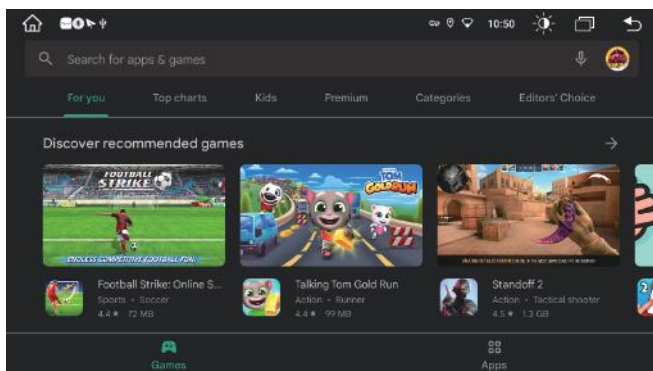 10:50
Search for apps & games
For you Top charts Kids Premium Categories Editors' Choice
Discover recommended games
FOOTBALL
STRIKE
ENDLESS COMPETITIVE FOOTBALL FUN!
TALKING
TOM
GOLD RUN
Football Strike: Online S...
Sports • Soccer
4.4★ 72 MB
Talking Tom Gold Run
Action • Runner
4.4★ 99 MB
Standoff 2
Action • Tactical shooter
4.5★ 1.3 GB
Games
Apps